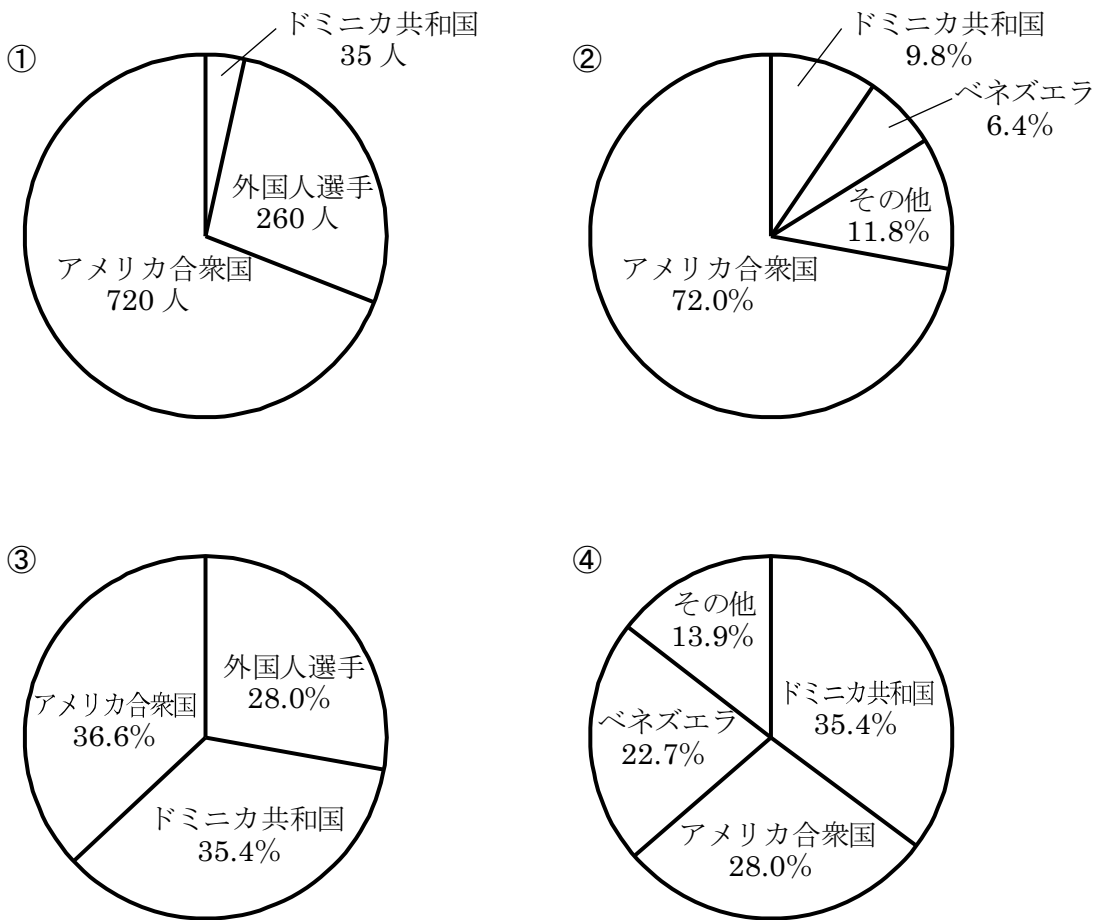 ①
ドミニカ共和国
35 人
外国人選手
260 人
アメリカ合衆国
720 人
②
ドミニカ共和国
9.8%
ベネズエラ
6.4%
その他
11.8%
アメリカ合衆国
72.0%
③
外国人選手
28.0%
アメリカ合衆国
36.6%
ドミニカ共和国
35.4%
④
その他
13.9%
ドミニカ共和国
35.4%
ベネズエラ
22.7%
アメリカ合衆国
28.0%